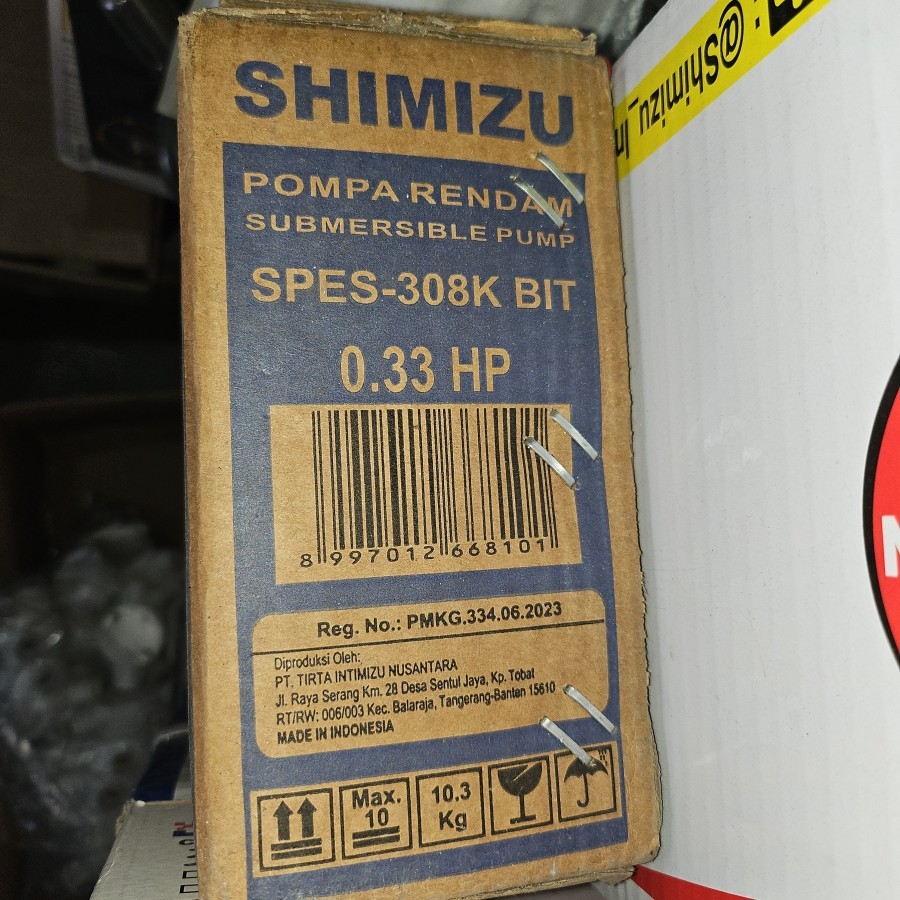 SHIMIZU
POMPA RENDAM
SUBMERSIBLE PUMP
SPES-308K BIT
0.33 HP
8 997012 668101
Reg. No.: PMKG.334.06.2023
Diproduksi Oleh:
PT. TIRTA INTIMIZU NUSANTARA
Jl. Raya Serang Km. 28 Desa Sentul Jaya, Kp. Tobat
RT/RW: 006/003 Kec. Balaraja, Tangerang-Banten 15610
MADE IN INDONESIA
Max.
10
10.3
Kg
: @Shimizu_In